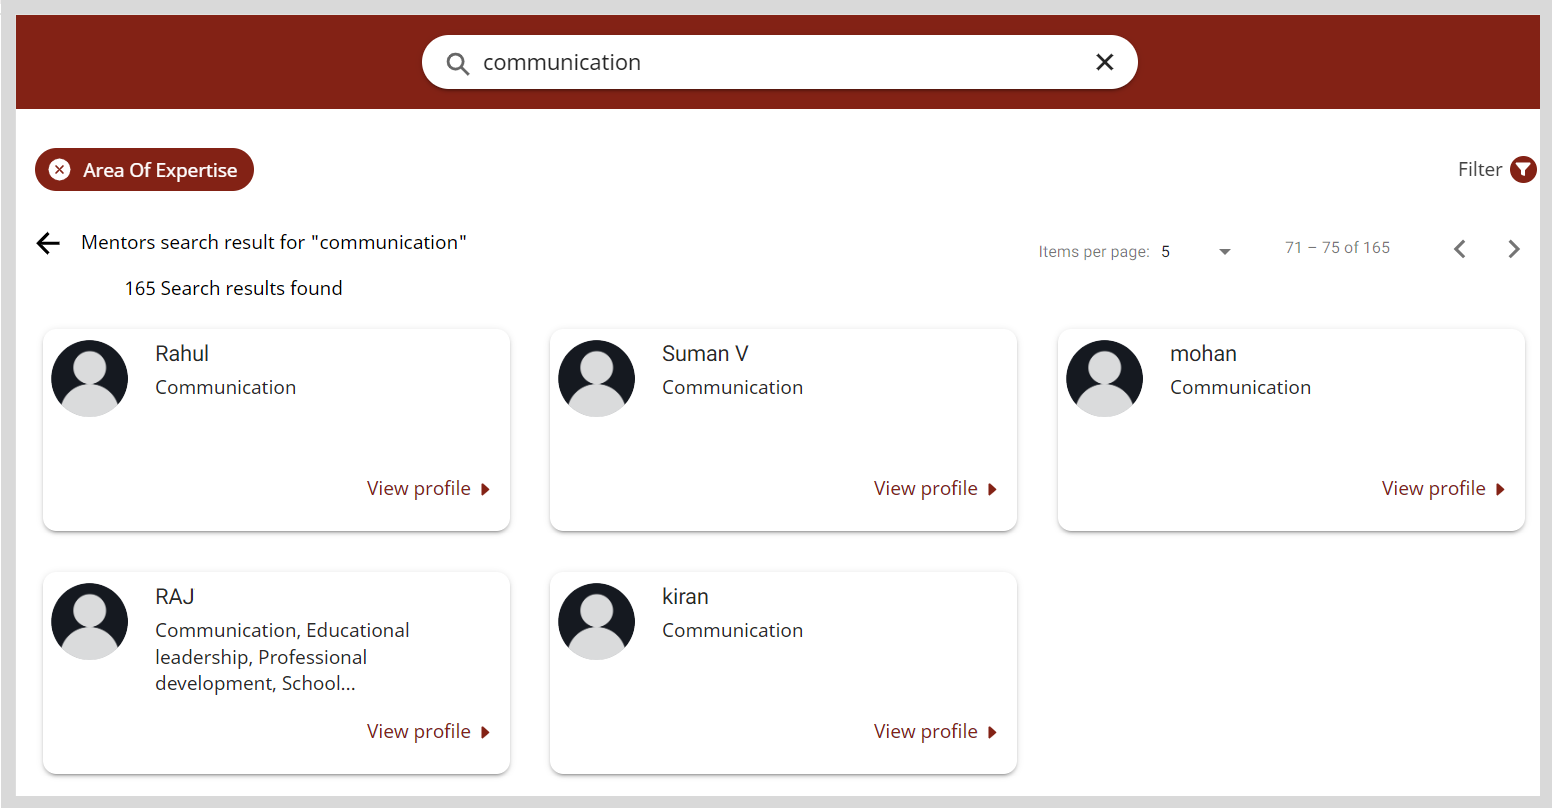 communication
Area Of Expertise
Filter
Mentors search result for "communication"
Items per page: 5
71 – 75 of 165
165 Search results found
Rahul
Communication
View profile
Suman V
Communication
View profile
mohan
Communication
View profile
RAJ
Communication, Educational
leadership, Professional
development, School...
View profile
kiran
Communication
View profile